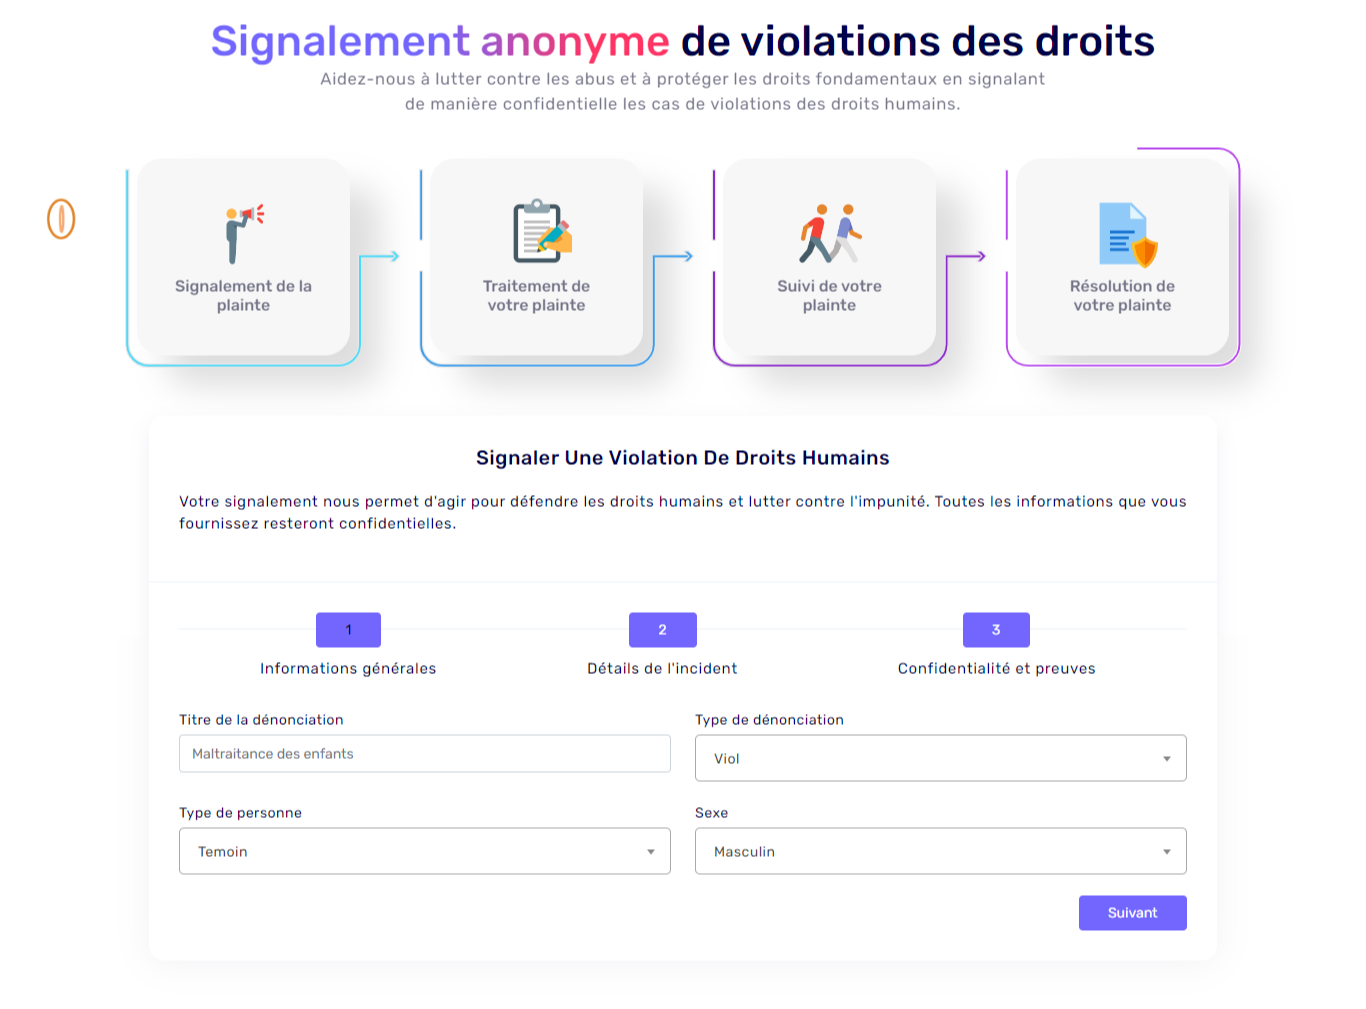 Signalement anonyme de violations des droits
Aidez-nous à lutter contre les abus et à protéger les droits fondamentaux en signalant
de manière confidentielle les cas de violations des droits humains.
Signalement de la
plainte
Traitement de
votre plainte
Suivi de votre
plainte
Résolution de
votre plainte
Signaler Une Violation De Droits Humains
Votre signalement nous permet d'agir pour défendre les droits humains et lutter contre l'impunité. Toutes les informations que vous
fournissez resteront confidentielles.
1
Informations générales
2
Détails de l'incident
3
Confidentialité et preuves
Titre de la dénonciation
Maltraitance des enfants
Type de dénonciation
Viol
Type de personne
Temoin
Sexe
Masculin
Suivant